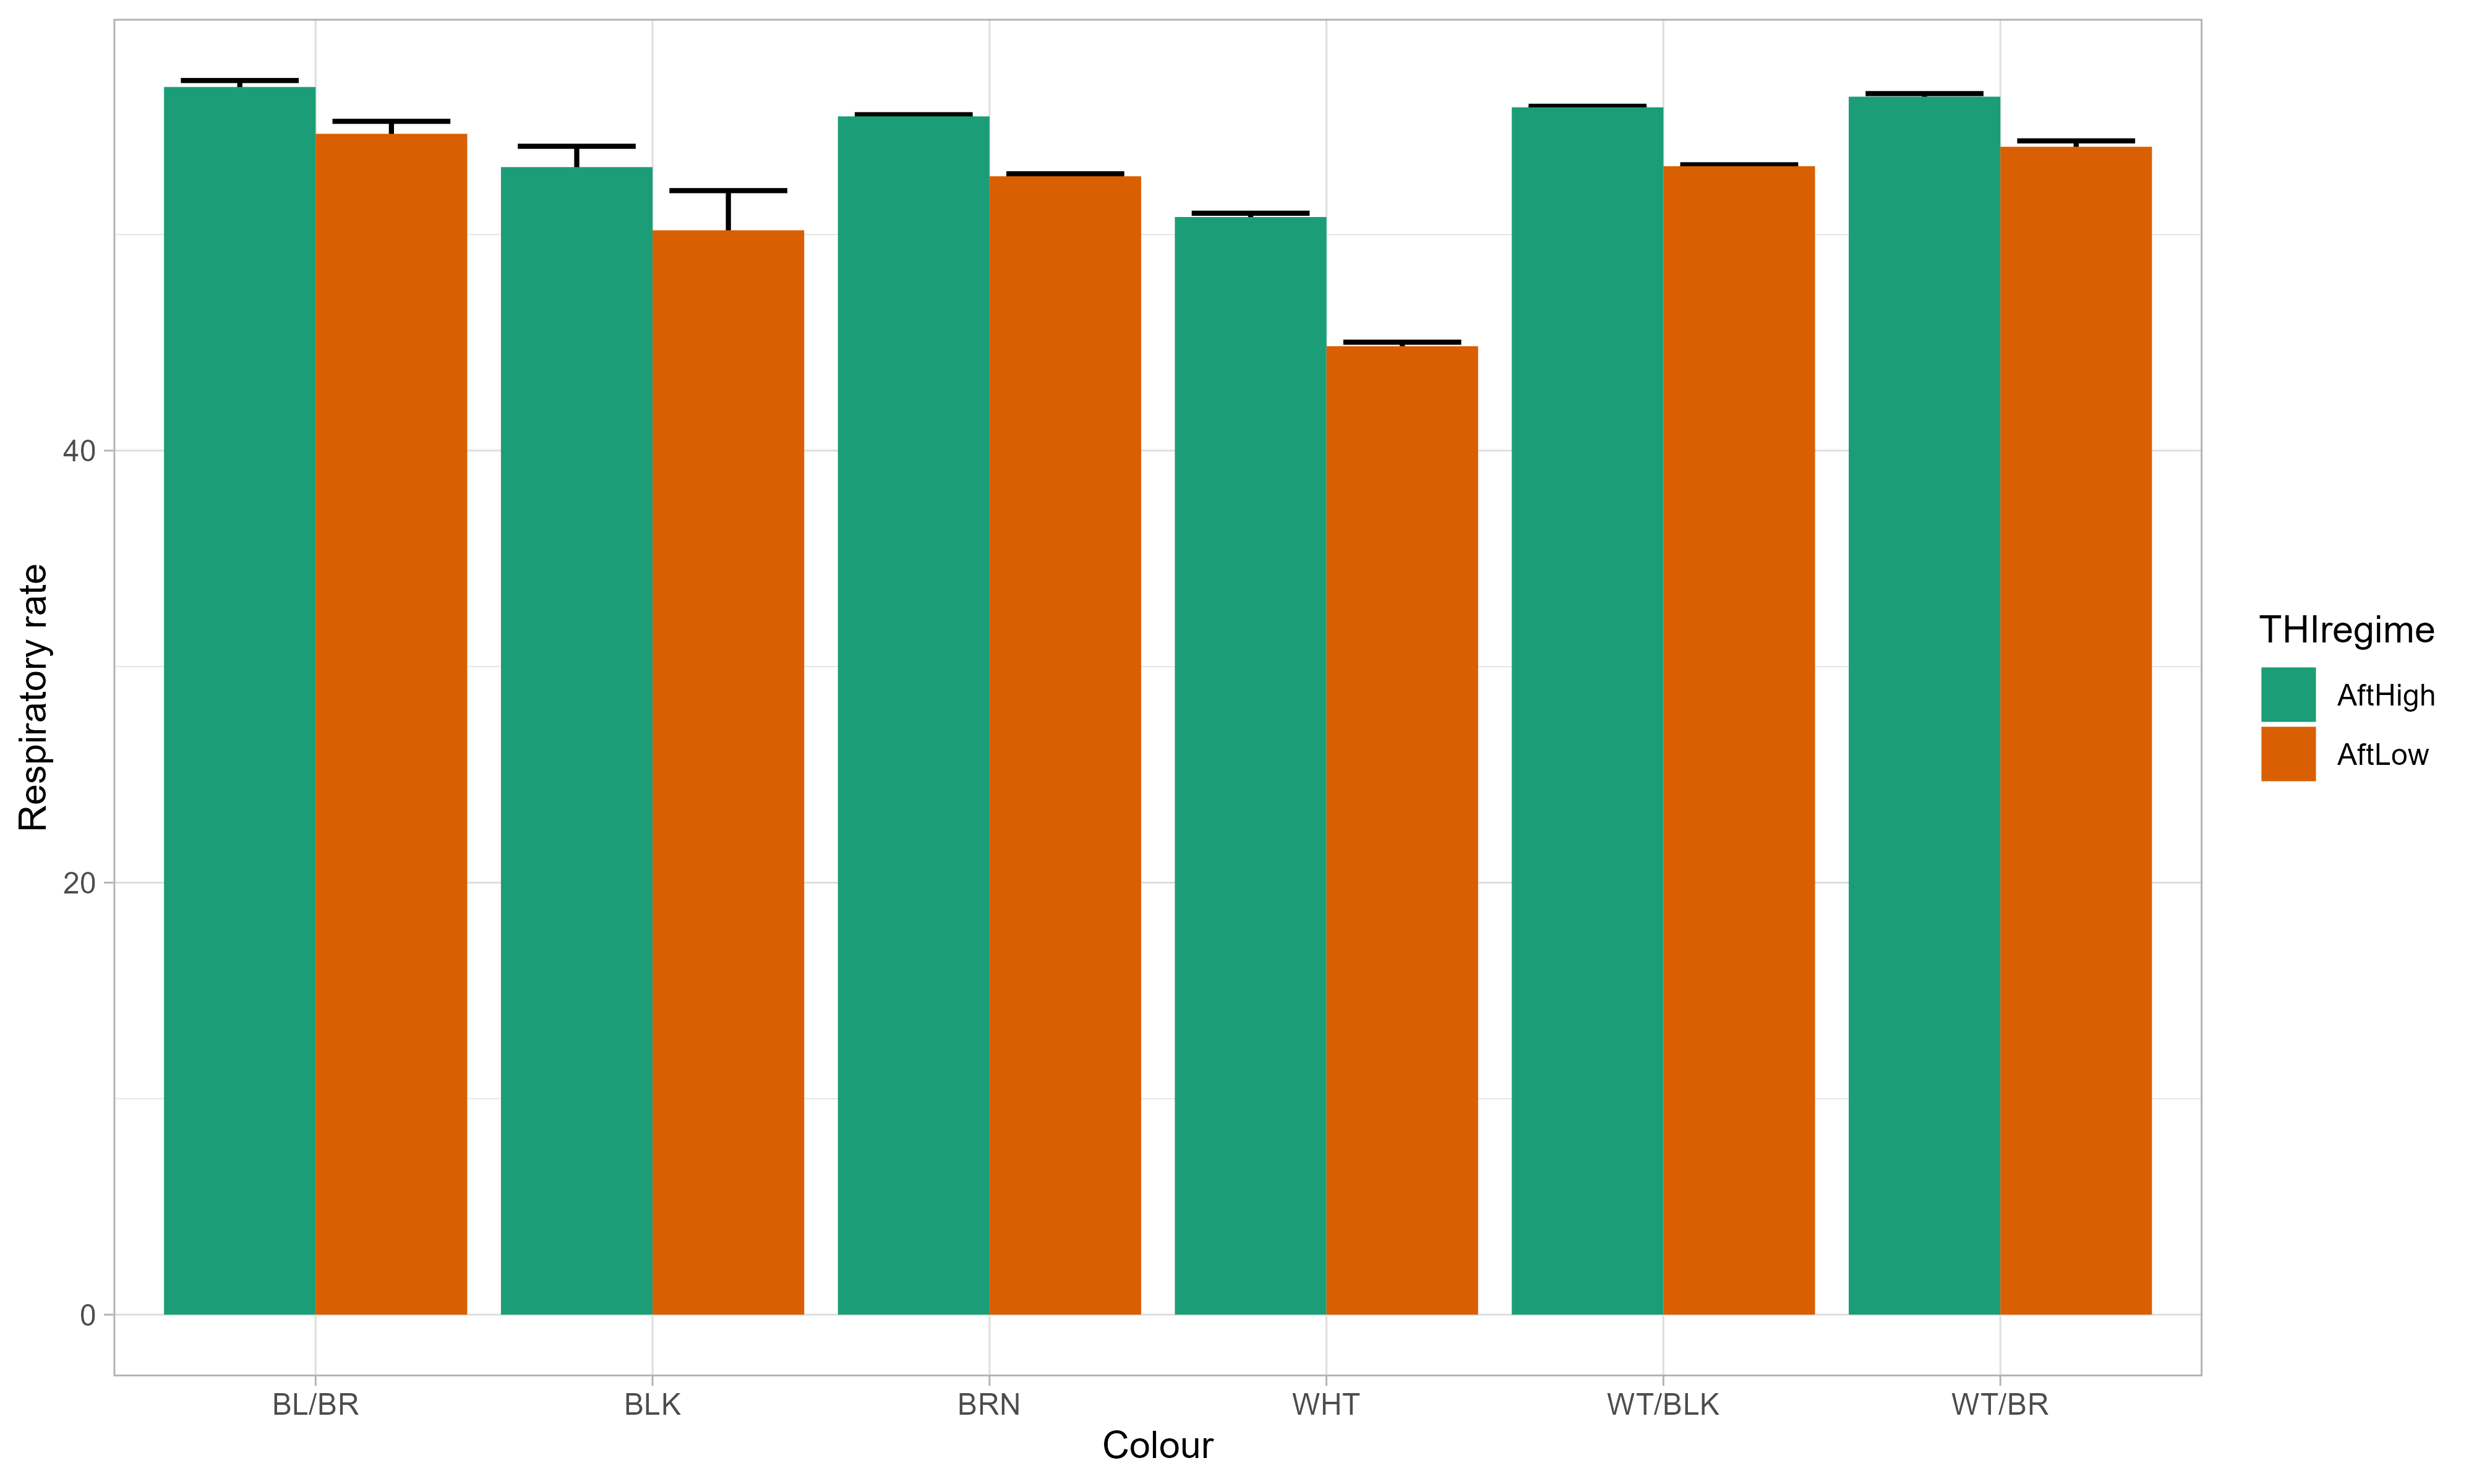 Respiratory rate
40
20
0
BL/BR BLK BRN WHT WT/BLK WT/BR
Colour
THIregime
AftHigh
AftLow